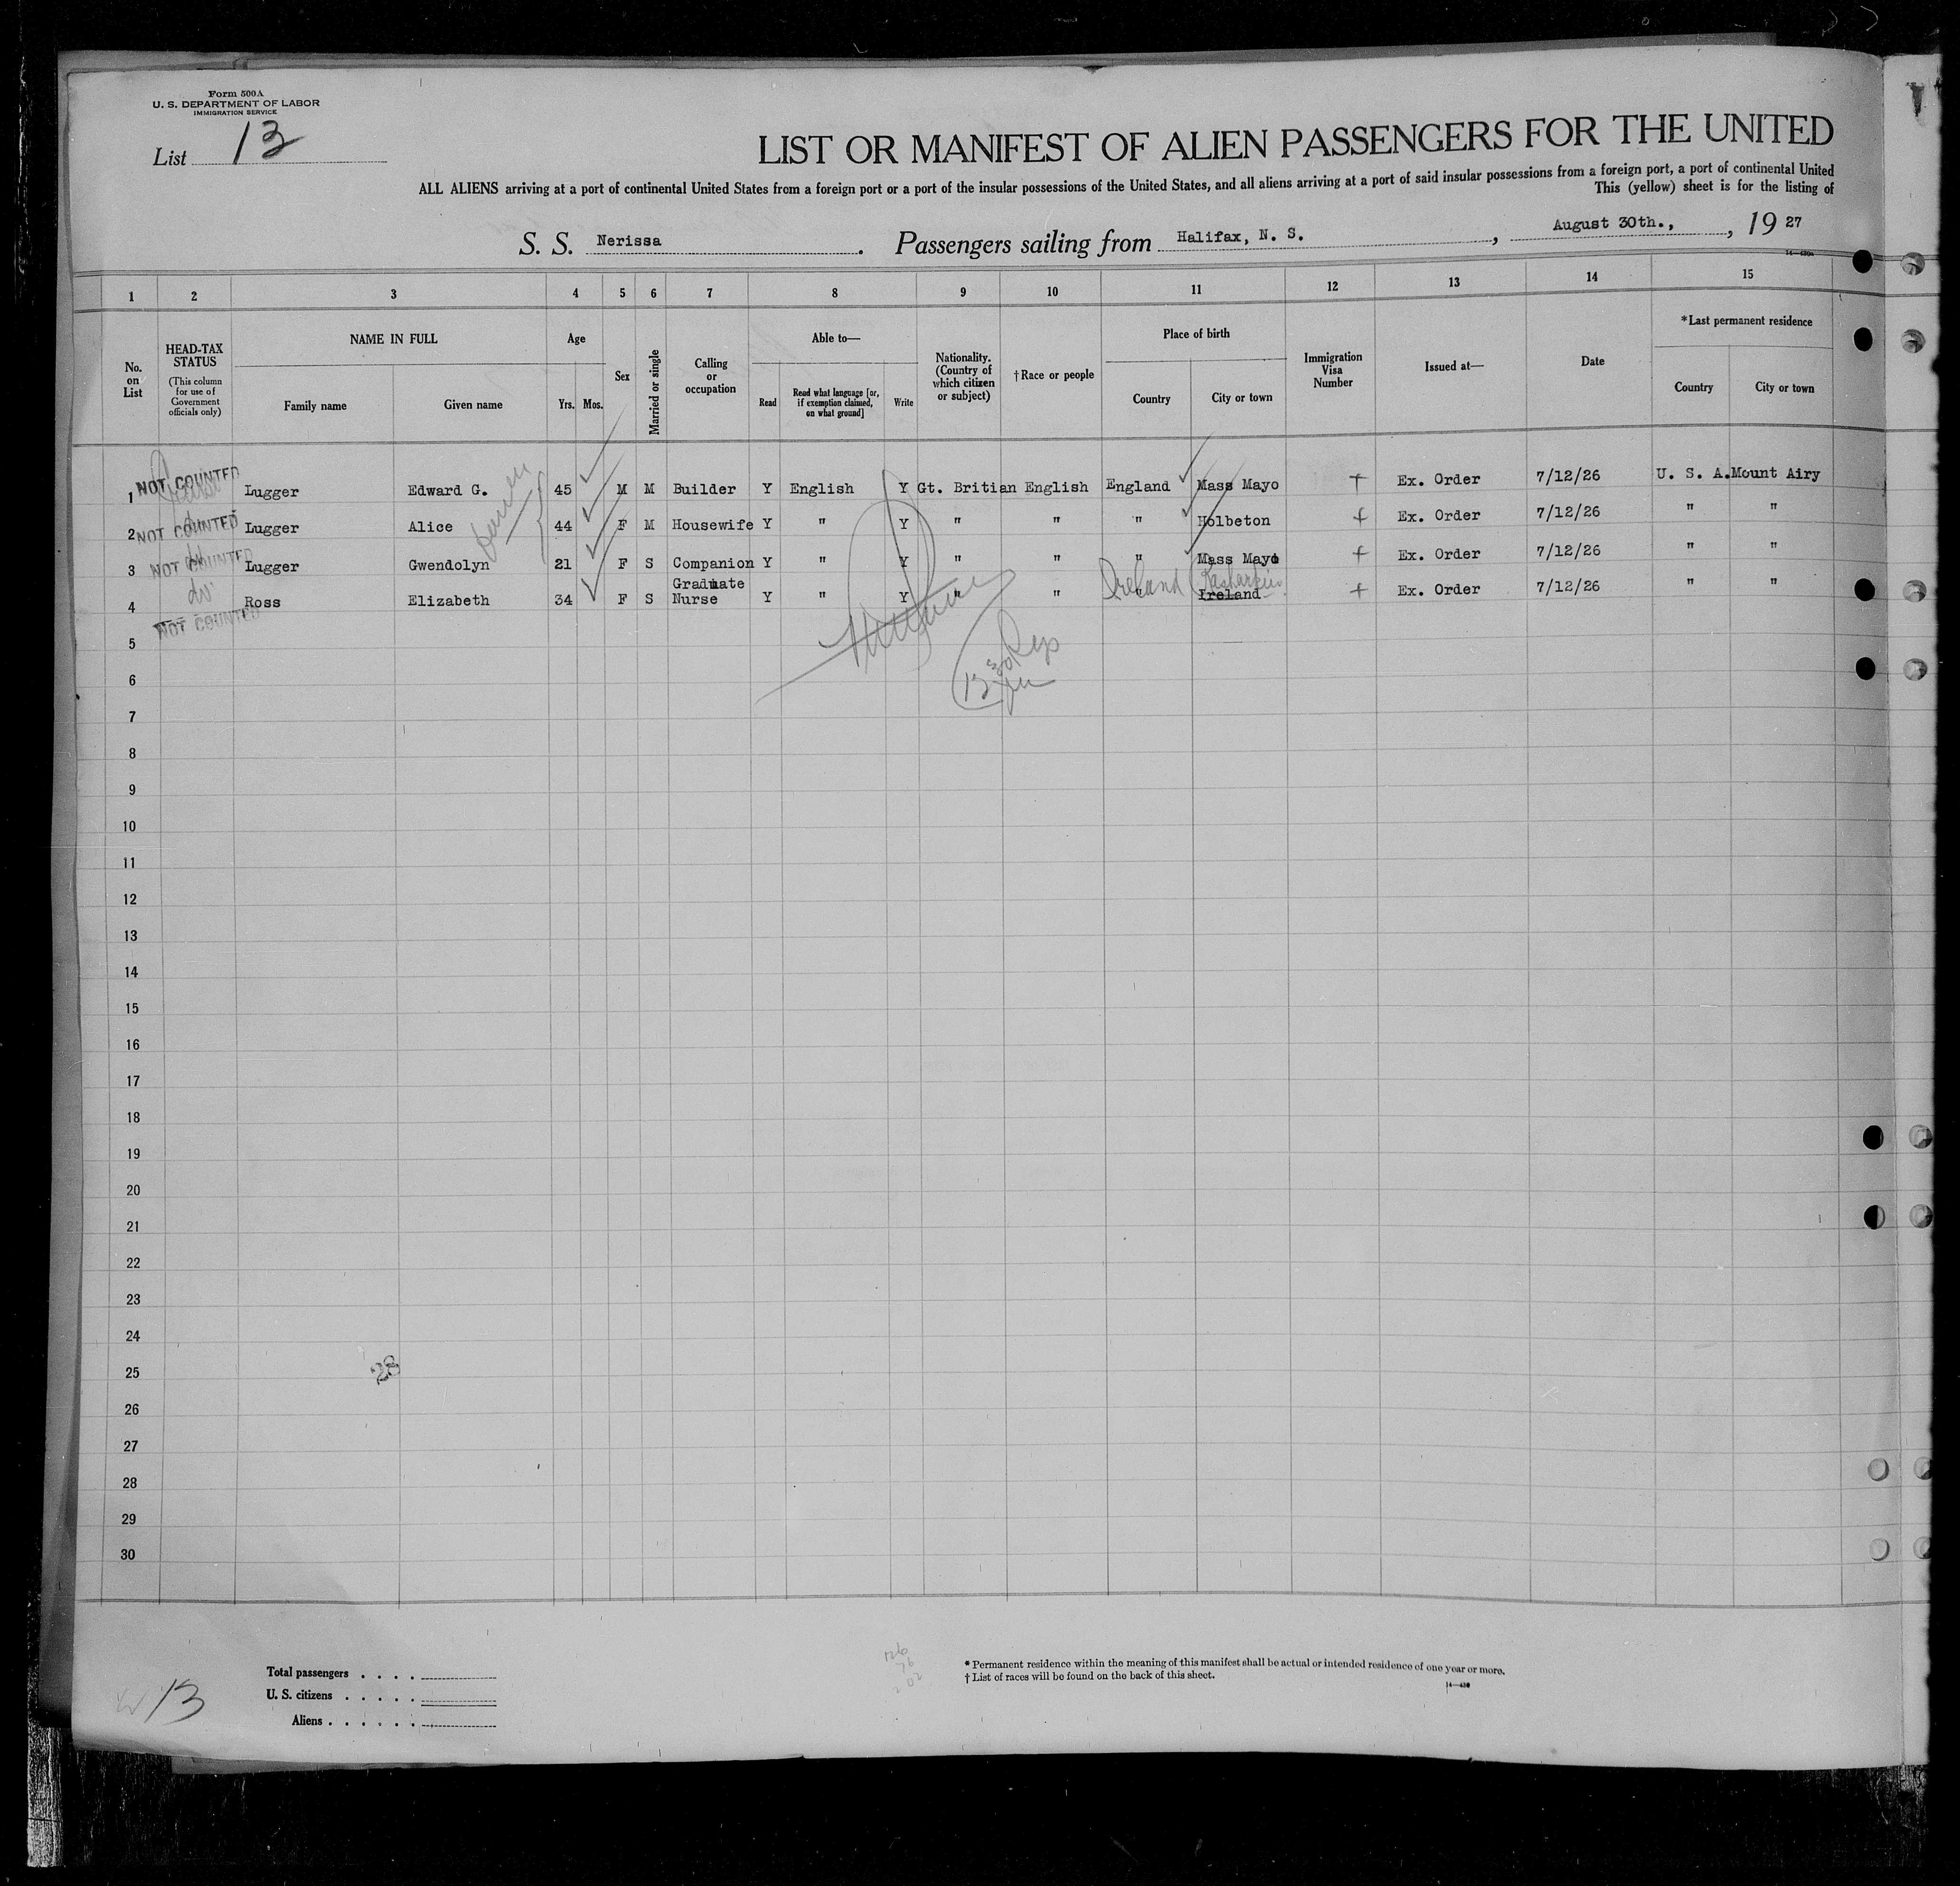 Form 500A
U. S. DEPARTMENT OF LABOR
IMMIGRATION SERVICE
List 13
LIST OR MANIFEST OF ALIEN PASSENGERS FOR THE UNITED
ALL ALIENS arriving at a port of continental United States from a foreign port or a port of the insular possessions of the United States, and all aliens arriving at a port of said insular possessions from a foreign port, a port of continental United
This (yellow) sheet is for the listing of
S. S. Nerissa. Passengers sailing from Halifax, N. S., August 30th., , 19 27
14—430a
1 2 3 4 5 6 7 8 9 10 11 12 13 14 15
No. on List
HEAD-TAX STATUS
(This column for use of Government officials only)
NAME IN FULL
Family name Given name
Age
Yrs. Mos.
Sex
Married or single
Calling or occupation
Able to—
Read
Read what language [or, if exemption claimed, on what ground]
Write
Nationality. (Country of which citizen or subject)
†Race or people
Place of birth
Country City or town
Immigration Visa Number
Issued at—
Date
*Last permanent residence
Country City or town
1 NOT COUNTED Lugger Edward G. 45 M M Builder Y English Y Gt. Britian English England Mass Mayo Ex. Order 7/12/26 U. S. A. Mount Airy
2 NOT COUNTED Lugger Alice 44 F M Housewife Y " Y " " " Holbeton Ex. Order 7/12/26 " "
3 NOT COUNTED Lugger Gwendolyn 21 F S Companion Y " Y " " " Mass Mayo Ex. Order 7/12/26 " "
4 NOT COUNTED Ross Elizabeth 34 F S Graduate Nurse Y " Y " " " Ireland Ireland Ex. Order 7/12/26 " "
5
6
7
8
9
10
11
12
13
14
15
16
17
18
19
20
21
22
23
24
25
26
27
28
29
30
28
Total passengers . . . .
U. S. citizens . . . . .
Aliens . . . . . .
13
* Permanent residence within the meaning of this manifest shall be actual or intended residence of one year or more.
† List of races will be found on the back of this sheet.
14—430